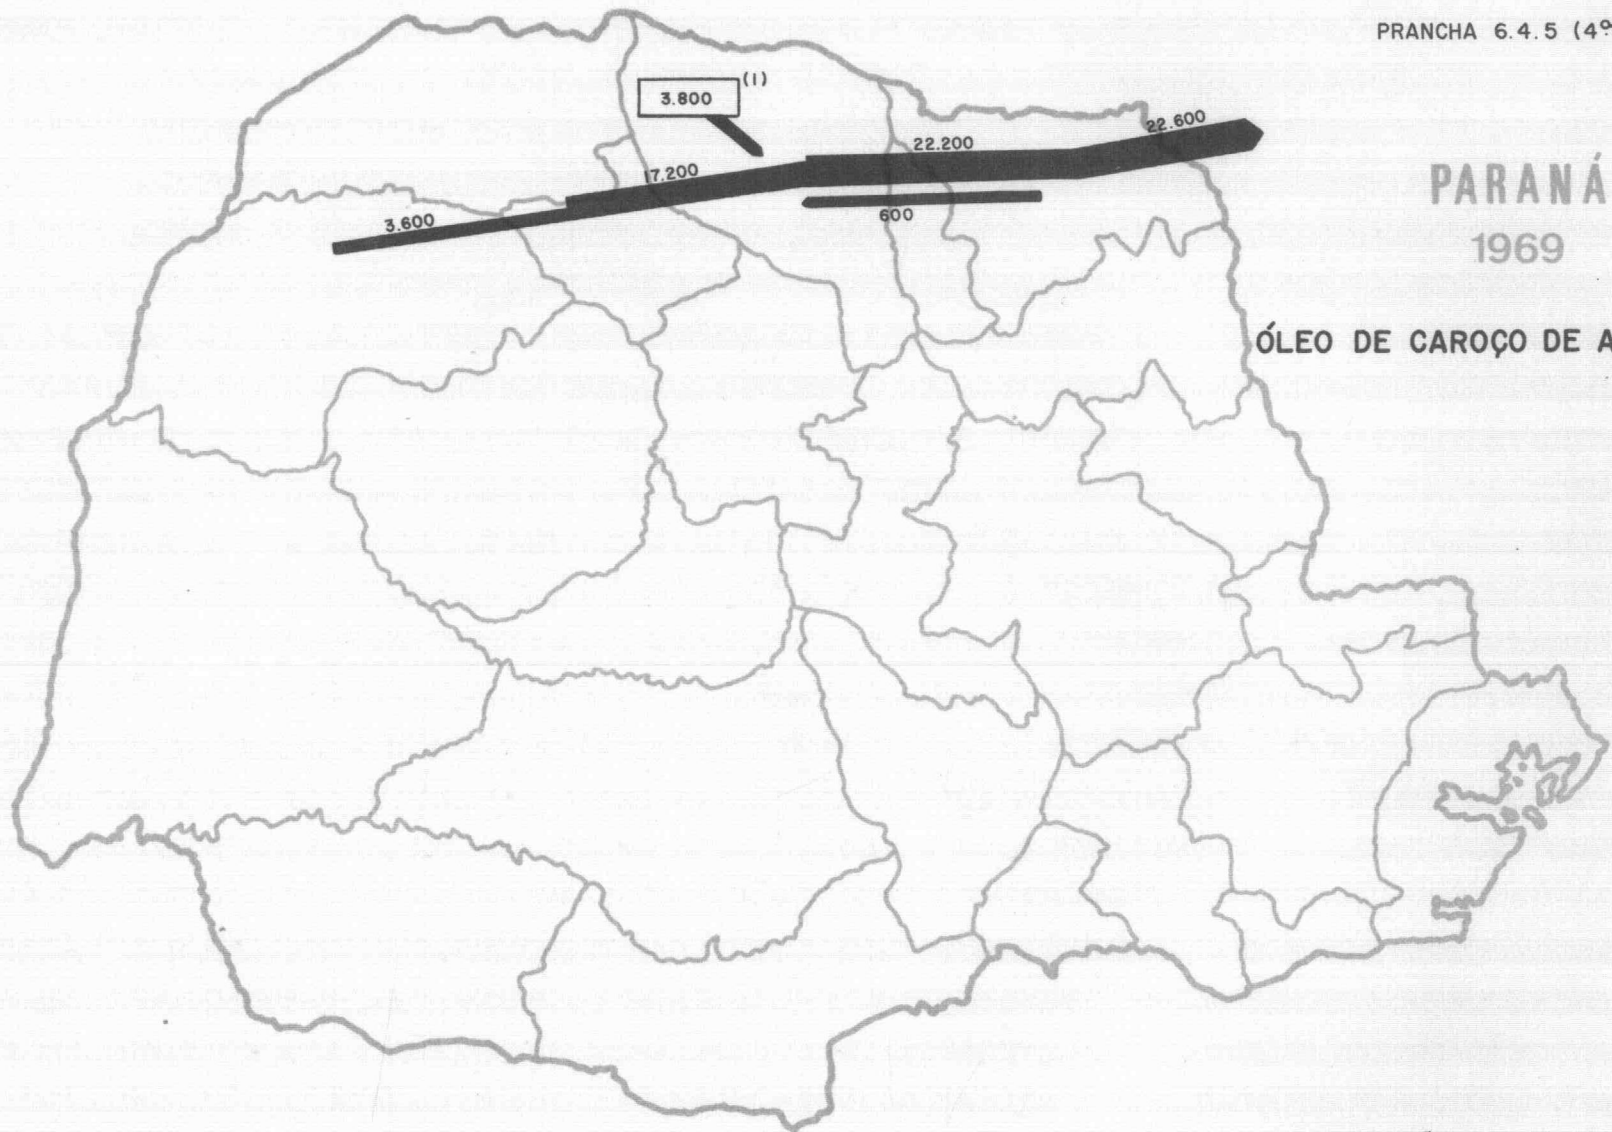 PRANCHA 6.4.5 (4º
(1)
3.800
22.600
22.200
17.200
3.600
600
PARANÁ
1969
ÓLEO DE CAROÇO DE A